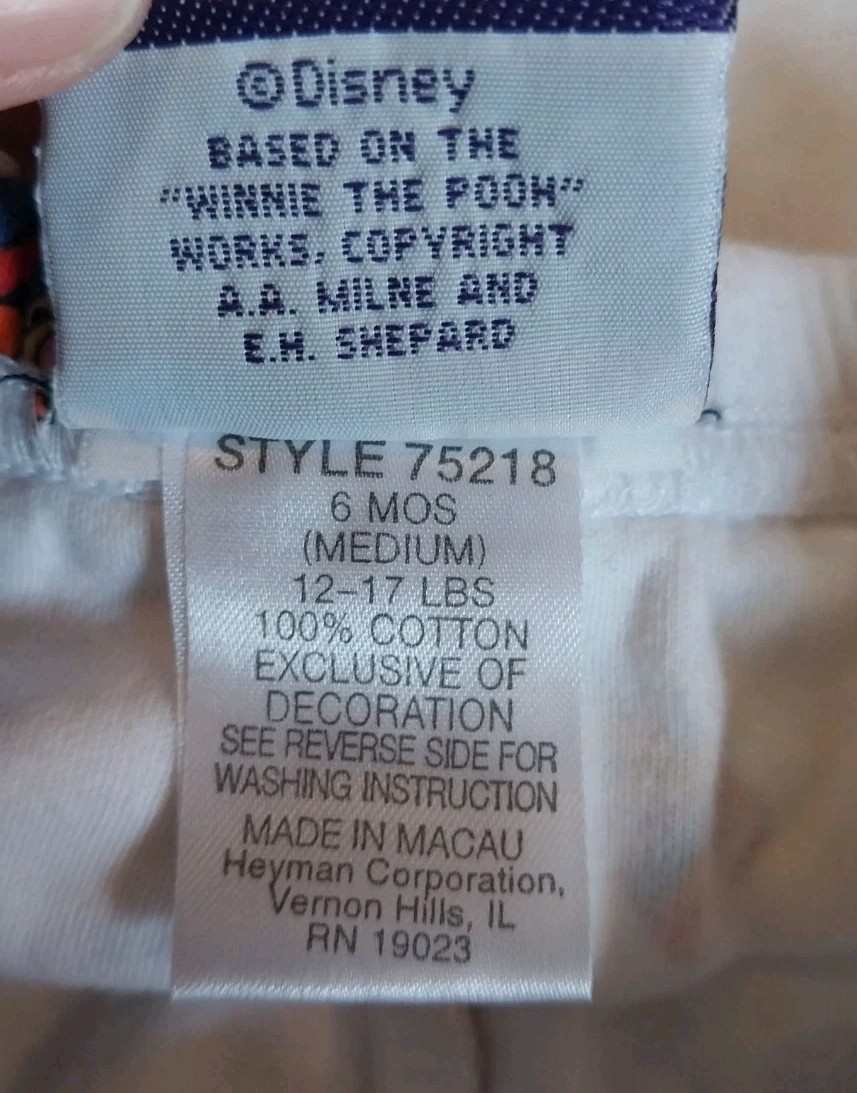 ©Disney
BASED ON THE
"WINNIE THE POOH"
WORKS, COPYRIGHT
A.A. MILNE AND
E.H. SHEPARD
STYLE 75218
6 MOS
(MEDIUM)
12-17 LBS
100% COTTON
EXCLUSIVE OF
DECORATION
SEE REVERSE SIDE FOR
WASHING INSTRUCTION
MADE IN MACAU
Heyman Corporation,
Vernon Hills, IL
RN 19023